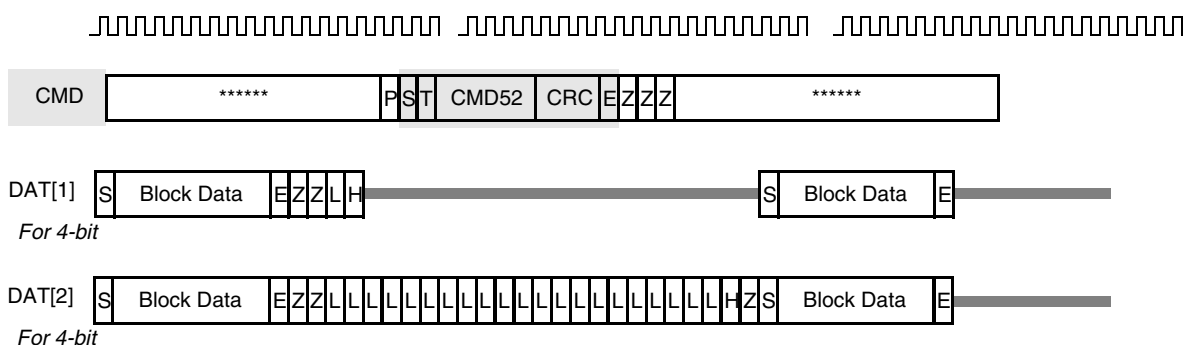 CMD ****** P S T CMD52 CRC E Z Z Z ******
DAT[1] S Block Data E Z Z L H S Block Data E
For 4-bit
DAT[2] S Block Data E Z Z L L L L L L L L L L L L L L L L L L L L L H Z S Block Data E
For 4-bit